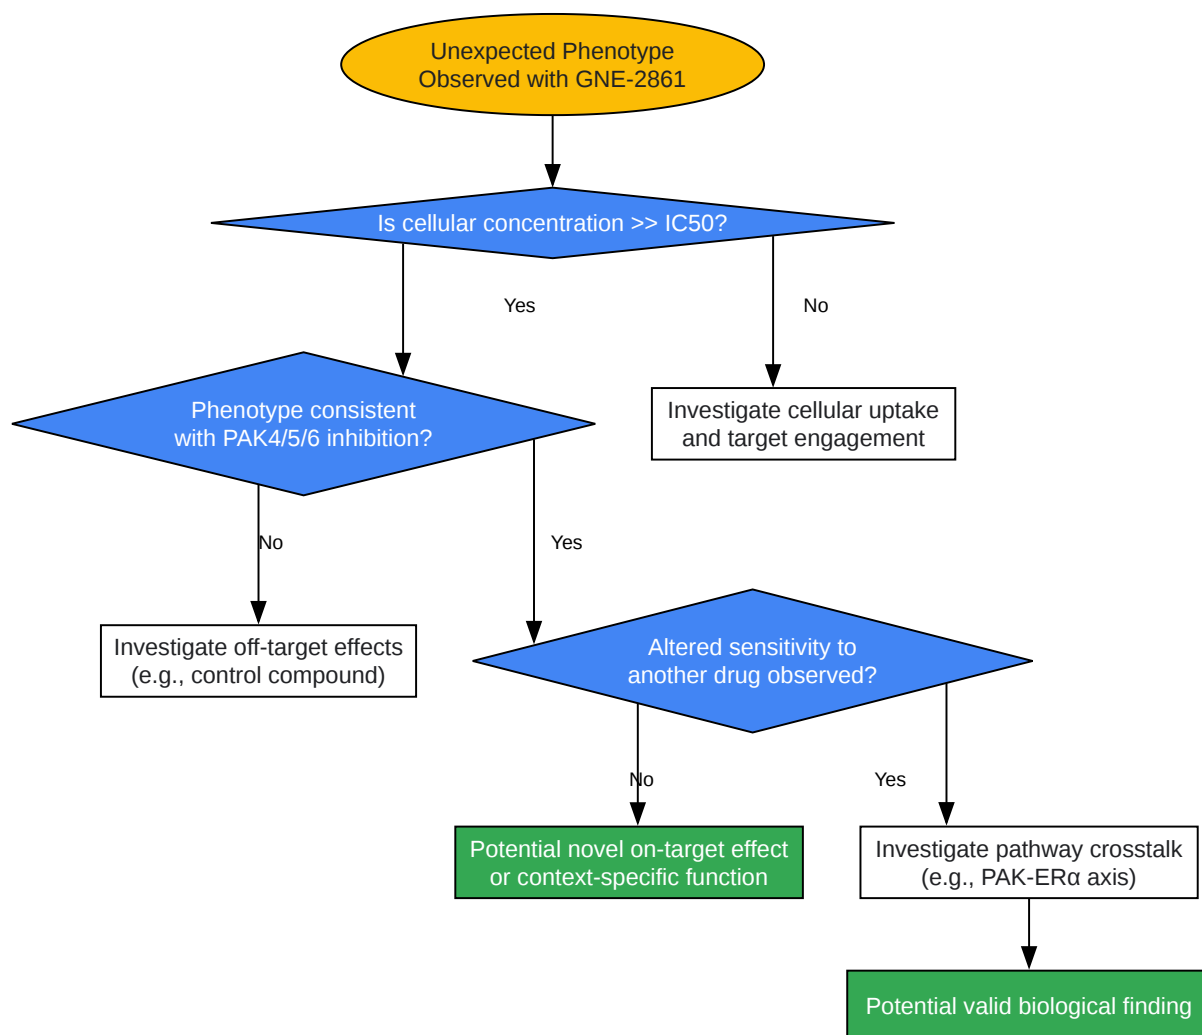 Unexpected Phenotype
Observed with GNE-2861
Is cellular concentration >> IC50?
Yes
No
Phenotype consistent
with PAK4/5/6 inhibition?
Investigate cellular uptake
and target engagement
No
Yes
Investigate off-target effects
(e.g., control compound)
Altered sensitivity to
another drug observed?
No
Yes
Potential novel on-target effect
or context-specific function
Investigate pathway crosstalk
(e.g., PAK-ERα axis)
Potential valid biological finding